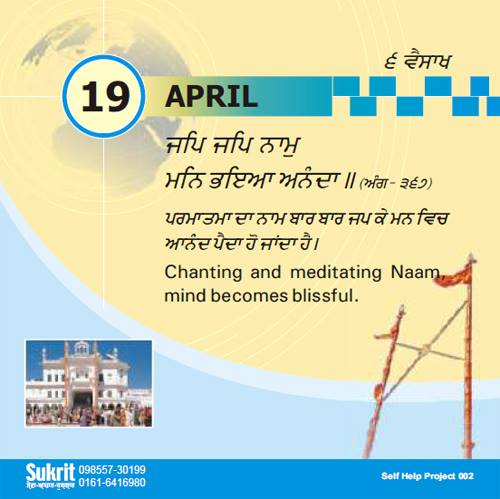 ੬ ਵੈਸਾਖ
19 APRIL
ਜਪਿ ਜਪਿ ਨਾਮੁ
ਮਨਿ ਭਇਆ ਅਨੰਦਾ ॥ (ਅੰਗ - ੩੬੭)
ਪਰਮਾਤਮਾ ਦਾ ਨਾਮ ਬਾਰ ਬਾਰ ਜਪ ਕੇ ਮਨ ਵਿਚ
ਆਨੰਦ ਪੈਦਾ ਹੋ ਜਾਂਦਾ ਹੈ।
Chanting and meditating Naam,
mind becomes blissful.
Sukrit 098557-30199
0161-6416980
Self Help Project 002